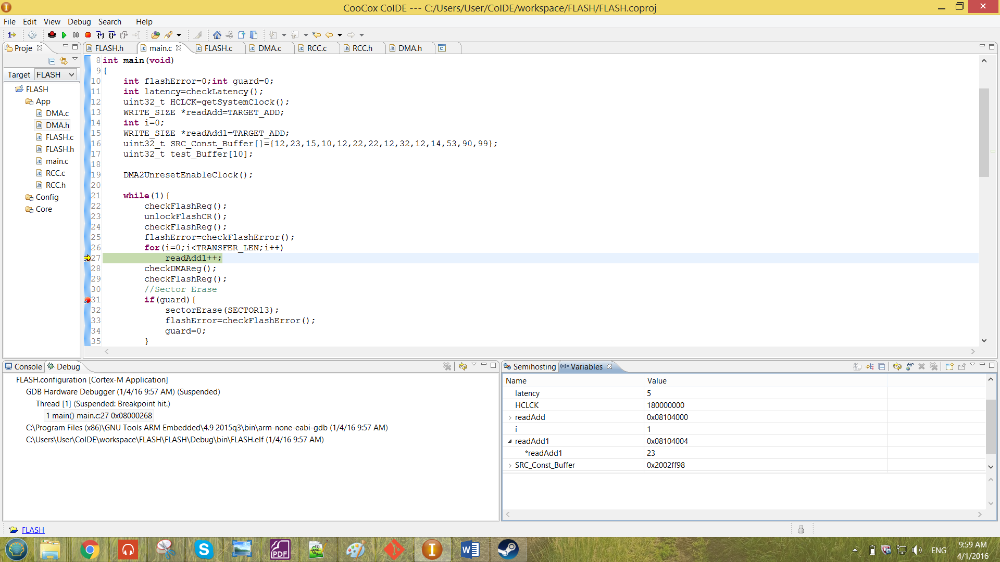 CooCox CoIDE --- C:/Users/User/CoIDE/workspace/FLASH/FLASH.coproj
File Edit View Debug Search Help
Proje
Target FLASH
FLASH
App
DMA.c
DMA.h
FLASH.c
FLASH.h
main.c
RCC.c
RCC.h
Config
Core
FLASH.h main.c FLASH.c DMA.c RCC.c RCC.h DMA.h
8 int main(void)
9 {
10 int flashError=0;int guard=0;
11 int latency=checkLatency();
12 uint32_t HCLCK=getSystemClock();
13 WRITE_SIZE *readAdd=TARGET_ADD;
14 int i=0;
15 WRITE_SIZE *readAdd1=TARGET_ADD;
16 uint32_t SRC_Const_Buffer[]={12,23,15,10,12,22,22,12,32,12,14,53,90,99};
17 uint32_t test_Buffer[10];
18
19 DMA2UnresetEnableClock();
20
21 while(1){
22 checkFlashReg();
23 unlockFlashCR();
24 checkFlashReg();
25 flashError=checkFlashError();
26 for(i=0;i<TRANSFER_LEN;i++)
27 readAdd1++;
28 checkDMAReg();
29 checkFlashReg();
30 //Sector Erase
31 if(guard){
32 sectorErase(SECTOR13);
33 flashError=checkFlashError();
34 guard=0;
35 }
Console Debug
FLASH.configuration [Cortex-M Application]
GDB Hardware Debugger (1/4/16 9:57 AM) (Suspended)
Thread [1] (Suspended: Breakpoint hit.)
1 main() main.c:27 0x08000268
C:\Program Files (x86)\GNU Tools ARM Embedded\4.9 2015q3\bin\arm-none-eabi-gdb (1/4/16 9:57 AM)
C:\Users\User\CoIDE\workspace\FLASH\FLASH\Debug\bin\FLASH.elf (1/4/16 9:57 AM)
Semihosting Variables
Name Value
latency 5
HCLCK 180000000
readAdd 0x08104000
i 1
readAdd1 0x08104004
*readAdd1 23
SRC_Const_Buffer 0x2002ff98
FLASH
PDF
ENG
9:59 AM
4/1/2016